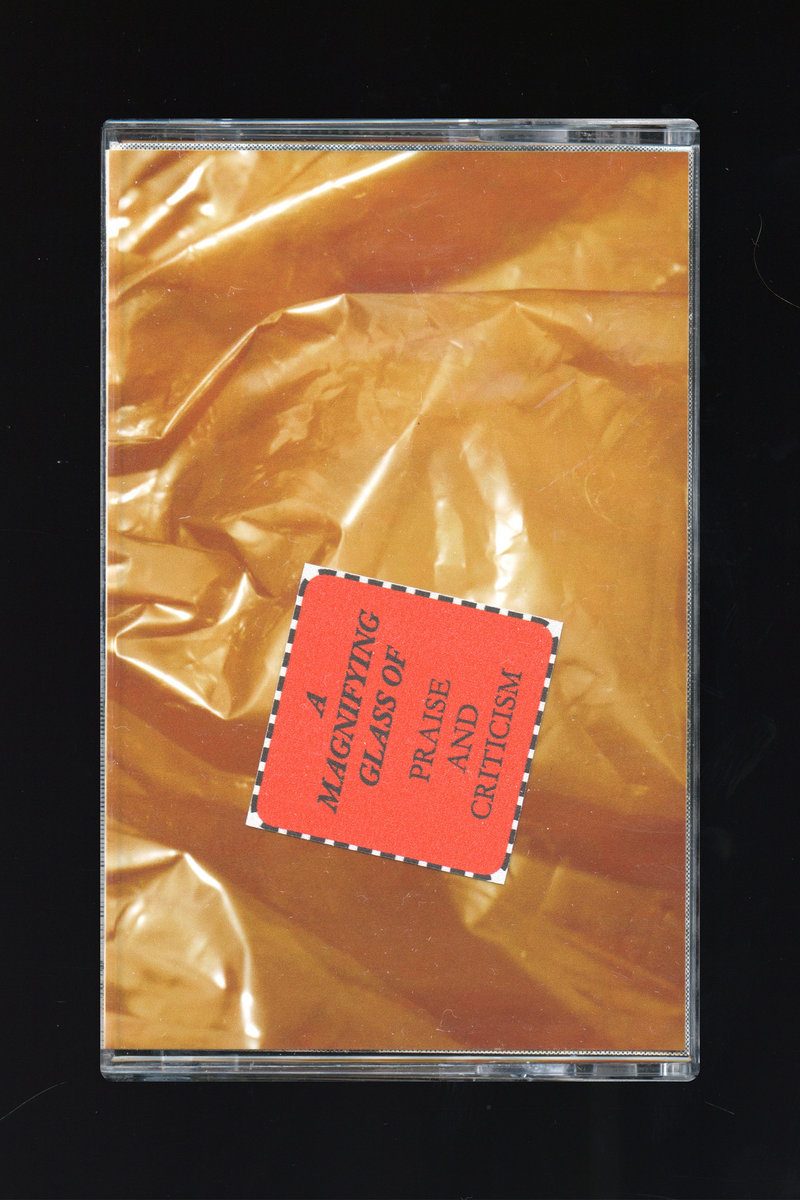 A
MAGNIFYING
GLASS OF
PRAISE
AND
CRITICISM